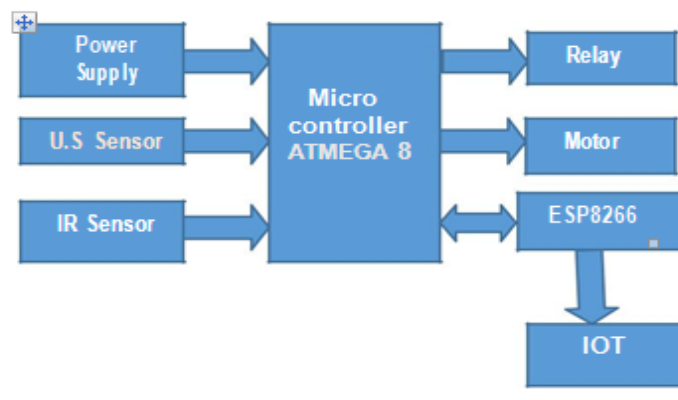 Power
Supply
U.S Sensor
IR Sensor
Micro
controller
ATMEGA 8
Relay
Motor
ESP8266
IOT